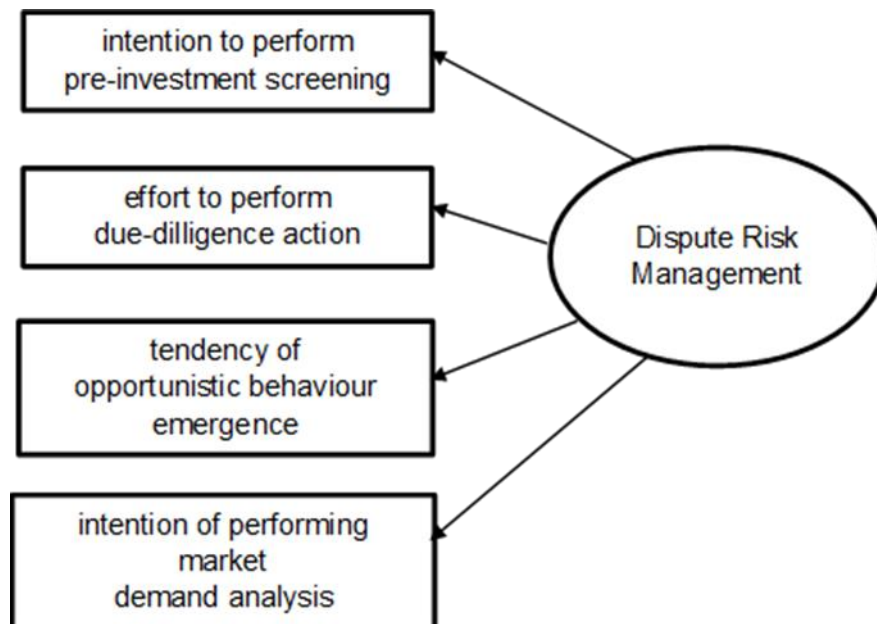 intention to perform
pre-investment screening
effort to perform
due-dilligence action
tendency of
opportunistic behaviour
emergence
intention of performing
market
demand analysis
Dispute Risk
Management